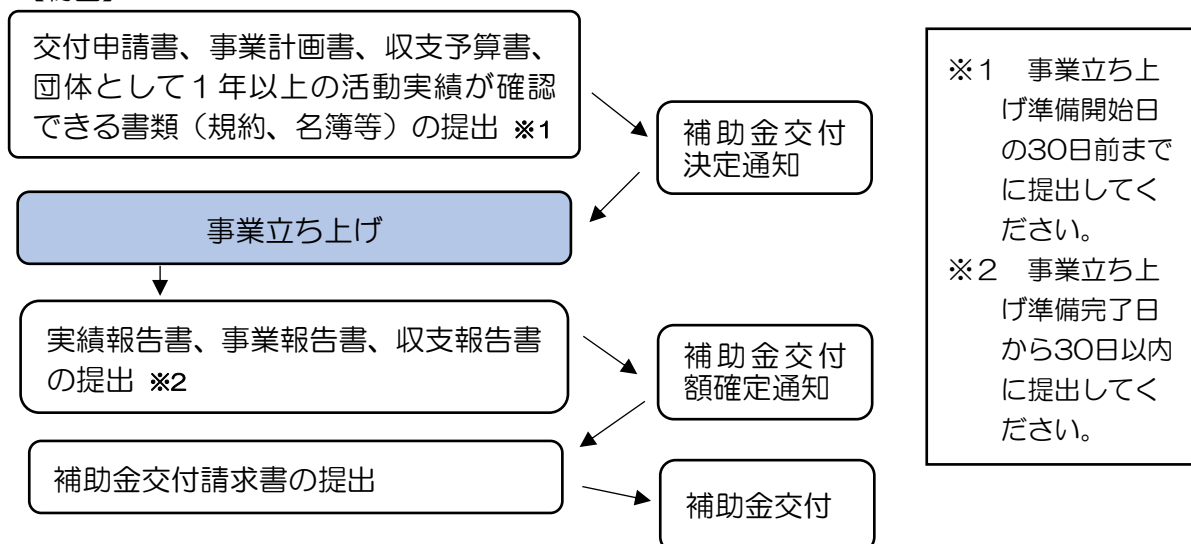 交付申請書、事業計画書、収支予算書、
団体として1年以上の活動実績が確認
できる書類（規約、名簿等）の提出 ※1
補助金交付
決定通知
事業立ち上げ
実績報告書、事業報告書、収支報告書
の提出 ※2
補助金交付
額確定通知
補助金交付請求書の提出
補助金交付
※1　事業立ち上
げ準備開始日
の30日前まで
に提出してく
ださい。
※2　事業立ち上
げ準備完了日
から30日以内
に提出してく
ださい。